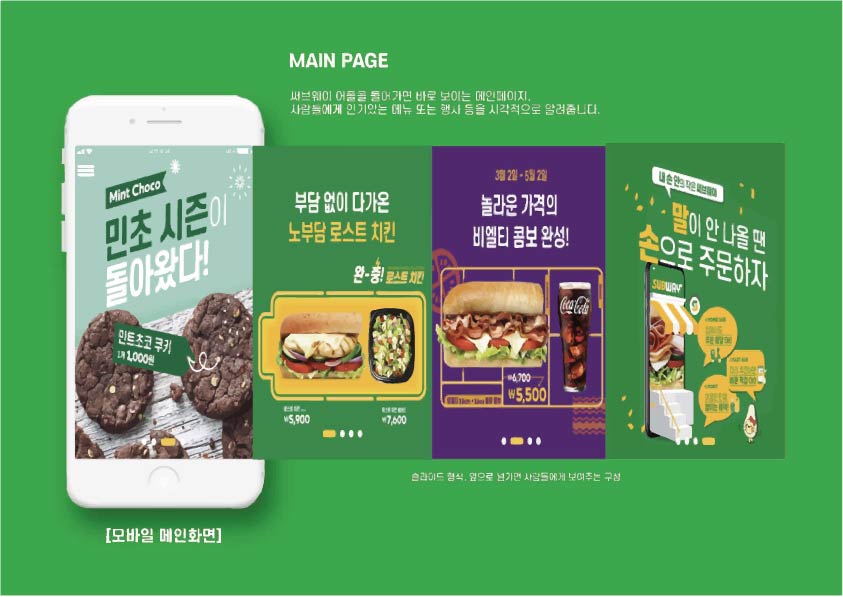 MAIN PAGE
써브웨이 어플을 들어가면 바로 보이는 메인페이지,
사람들에게 인기있는 메뉴 또는 행사 등을 시각적으로 알려줍니다.
Mint Choco
민초 시즌이
돌아왔다!
민트초코 쿠키
1개 1,000원
부담 없이 다가온
노부담 로스트 치킨
완-충! 로스트 치킨
₩5,900
₩7,600
3월 2일 - 5월 2일
놀라운 가격의
비엘티 콤보 완성!
Coca-Cola
₩6,700
₩5,500
내 손 안의 작은 써브웨이
말이 안 나올 땐
손으로 주문하자
SUBWAY
슬라이드 형식, 옆으로 넘기면 사람들에게 보여주는 구성
[모바일 메인화면]